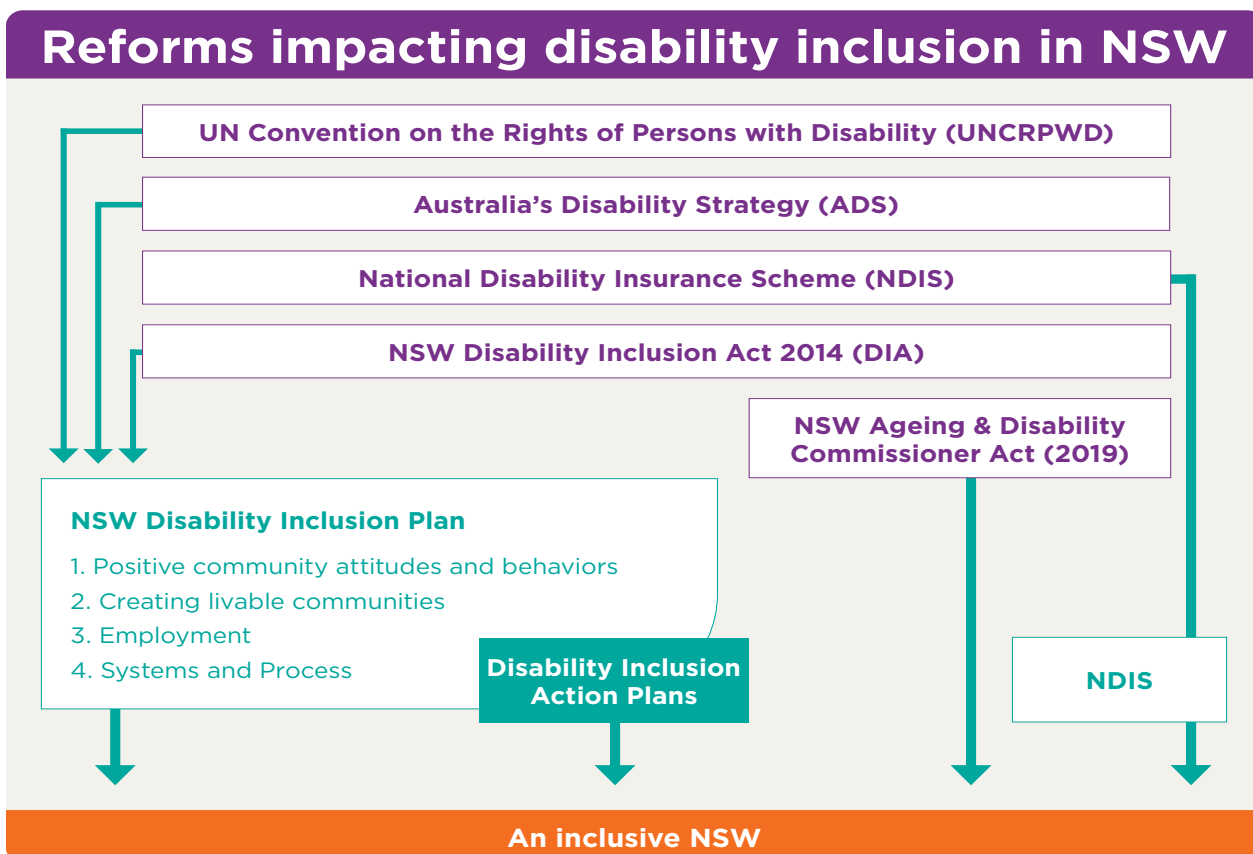 Reforms impacting disability inclusion in NSW
UN Convention on the Rights of Persons with Disability (UNCRPWD)
Australia’s Disability Strategy (ADS)
National Disability Insurance Scheme (NDIS)
NSW Disability Inclusion Act 2014 (DIA)
NSW Ageing & Disability
Commissioner Act (2019)
NSW Disability Inclusion Plan
1. Positive community attitudes and behaviors
2. Creating livable communities
3. Employment
4. Systems and Process
Disability Inclusion
Action Plans
NDIS
An inclusive NSW